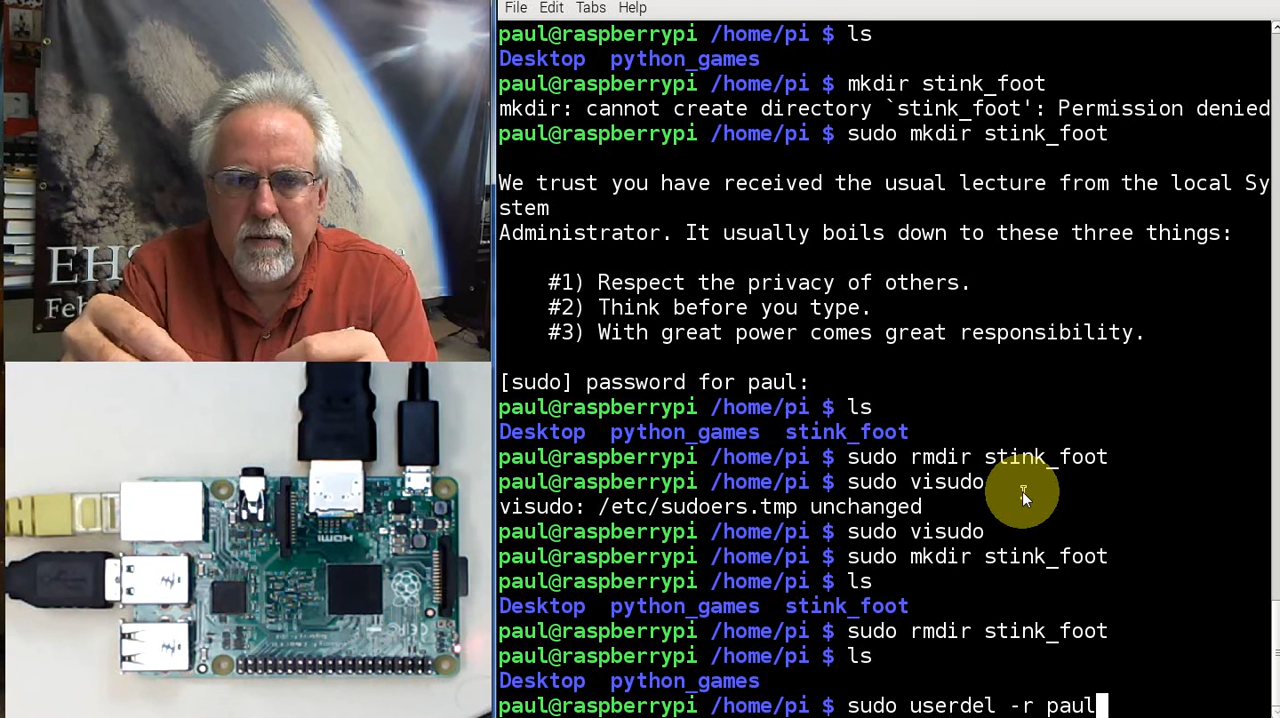 File Edit Tabs Help
paul@raspberrypi /home/pi $ ls
Desktop python_games
paul@raspberrypi /home/pi $ mkdir stink_foot
mkdir: cannot create directory `stink_foot': Permission denied
paul@raspberrypi /home/pi $ sudo mkdir stink_foot
We trust you have received the usual lecture from the local Sy
stem
Administrator. It usually boils down to these three things:
#1) Respect the privacy of others.
#2) Think before you type.
#3) With great power comes great responsibility.
[sudo] password for paul:
paul@raspberrypi /home/pi $ ls
Desktop python_games stink_foot
paul@raspberrypi /home/pi $ sudo rmdir stink_foot
paul@raspberrypi /home/pi $ sudo visudo
visudo: /etc/sudoers.tmp unchanged
paul@raspberrypi /home/pi $ sudo visudo
paul@raspberrypi /home/pi $ sudo mkdir stink_foot
paul@raspberrypi /home/pi $ ls
Desktop python_games stink_foot
paul@raspberrypi /home/pi $ sudo rmdir stink_foot
paul@raspberrypi /home/pi $ ls
Desktop python_games
paul@raspberrypi /home/pi $ sudo userdel -r paul
EHS
Feb
HDMI